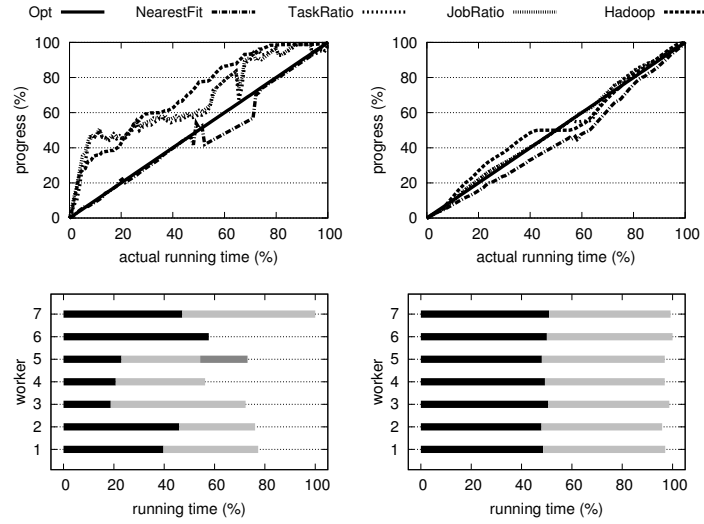 Opt NearestFit TaskRatio JobRatio Hadoop
100
80
60
40
20
0
progress (%)
0 20 40 60 80 100
actual running time (%)
100
80
60
40
20
0
progress (%)
0 20 40 60 80 100
actual running time (%)
7
6
5
4
3
2
1
worker
0 20 40 60 80 100
running time (%)
7
6
5
4
3
2
1
worker
0 20 40 60 80 100
running time (%)